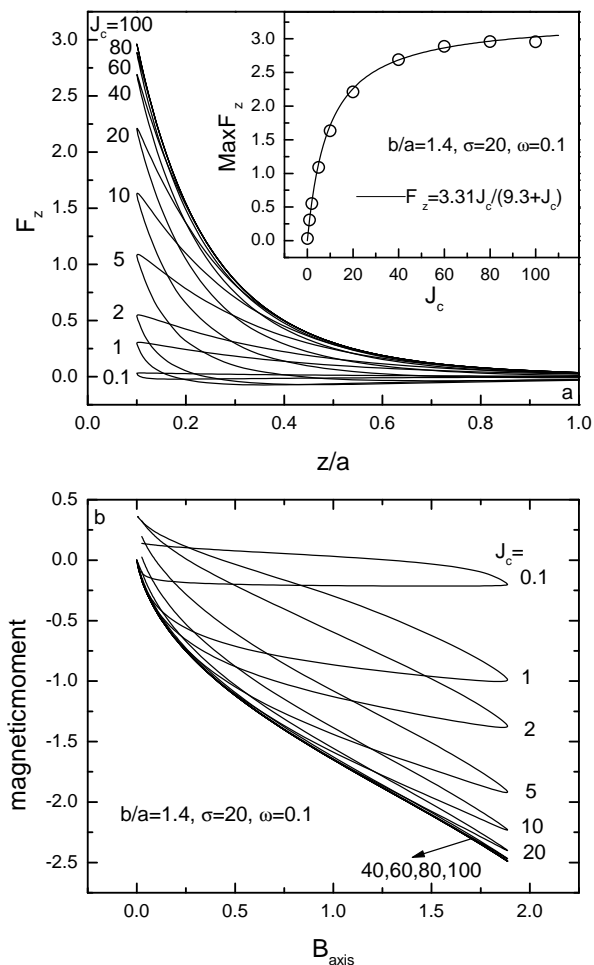 J_c=100
80
60
40
20
10
5
2
1
0.1
3.0
2.5
2.0
1.5
1.0
0.5
0.0
F_z
0.0 0.2 0.4 0.6 0.8 1.0
z/a
a
3.5
3.0
2.5
2.0
1.5
1.0
0.5
0.0
MaxF_z
b/a=1.4, σ=20, ω=0.1
F_z=3.31J_c/(9.3+J_c)
0 20 40 60 80 100
J_c
b
0.5
0.0
-0.5
-1.0
-1.5
-2.0
-2.5
magneticmoment
J_c=
0.1
1
2
5
10
20
40,60,80,100
b/a=1.4, σ=20, ω=0.1
0.0 0.5 1.0 1.5 2.0
B_axis